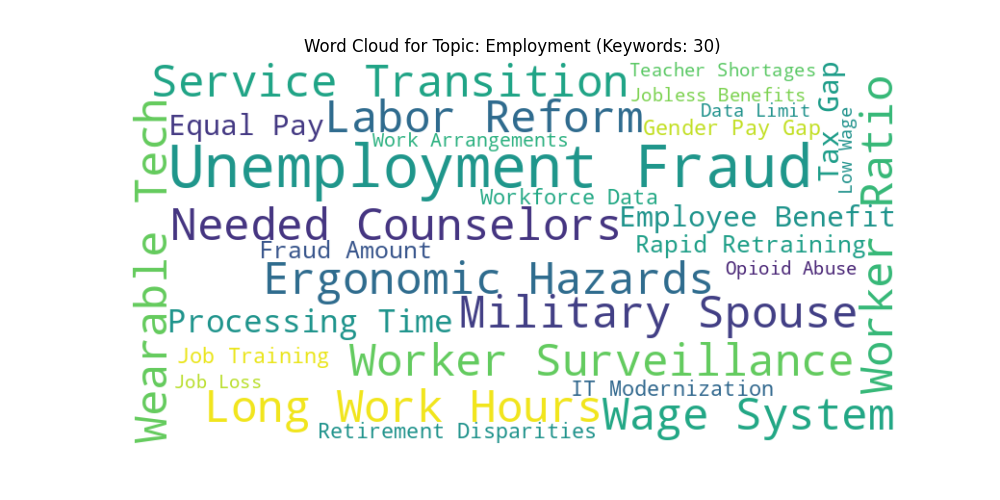 Word Cloud for Topic: Employment (Keywords: 30)
Service Transition
Teacher Shortages
Jobless Benefits
Tax Gap
Equal Pay
Labor Reform
Data Limit
Gender Pay Gap
Low Wage
Work Arrangements
Unemployment Fraud
Worker Ratio
Wearable Tech
Workforce Data
Needed Counselors
Employee Benefit
Fraud Amount
Rapid Retraining
Ergonomic Hazards
Opioid Abuse
Military Spouse
Processing Time
Job Training
Worker Surveillance
Job Loss
IT Modernization
Long Work Hours
Wage System
Retirement Disparities